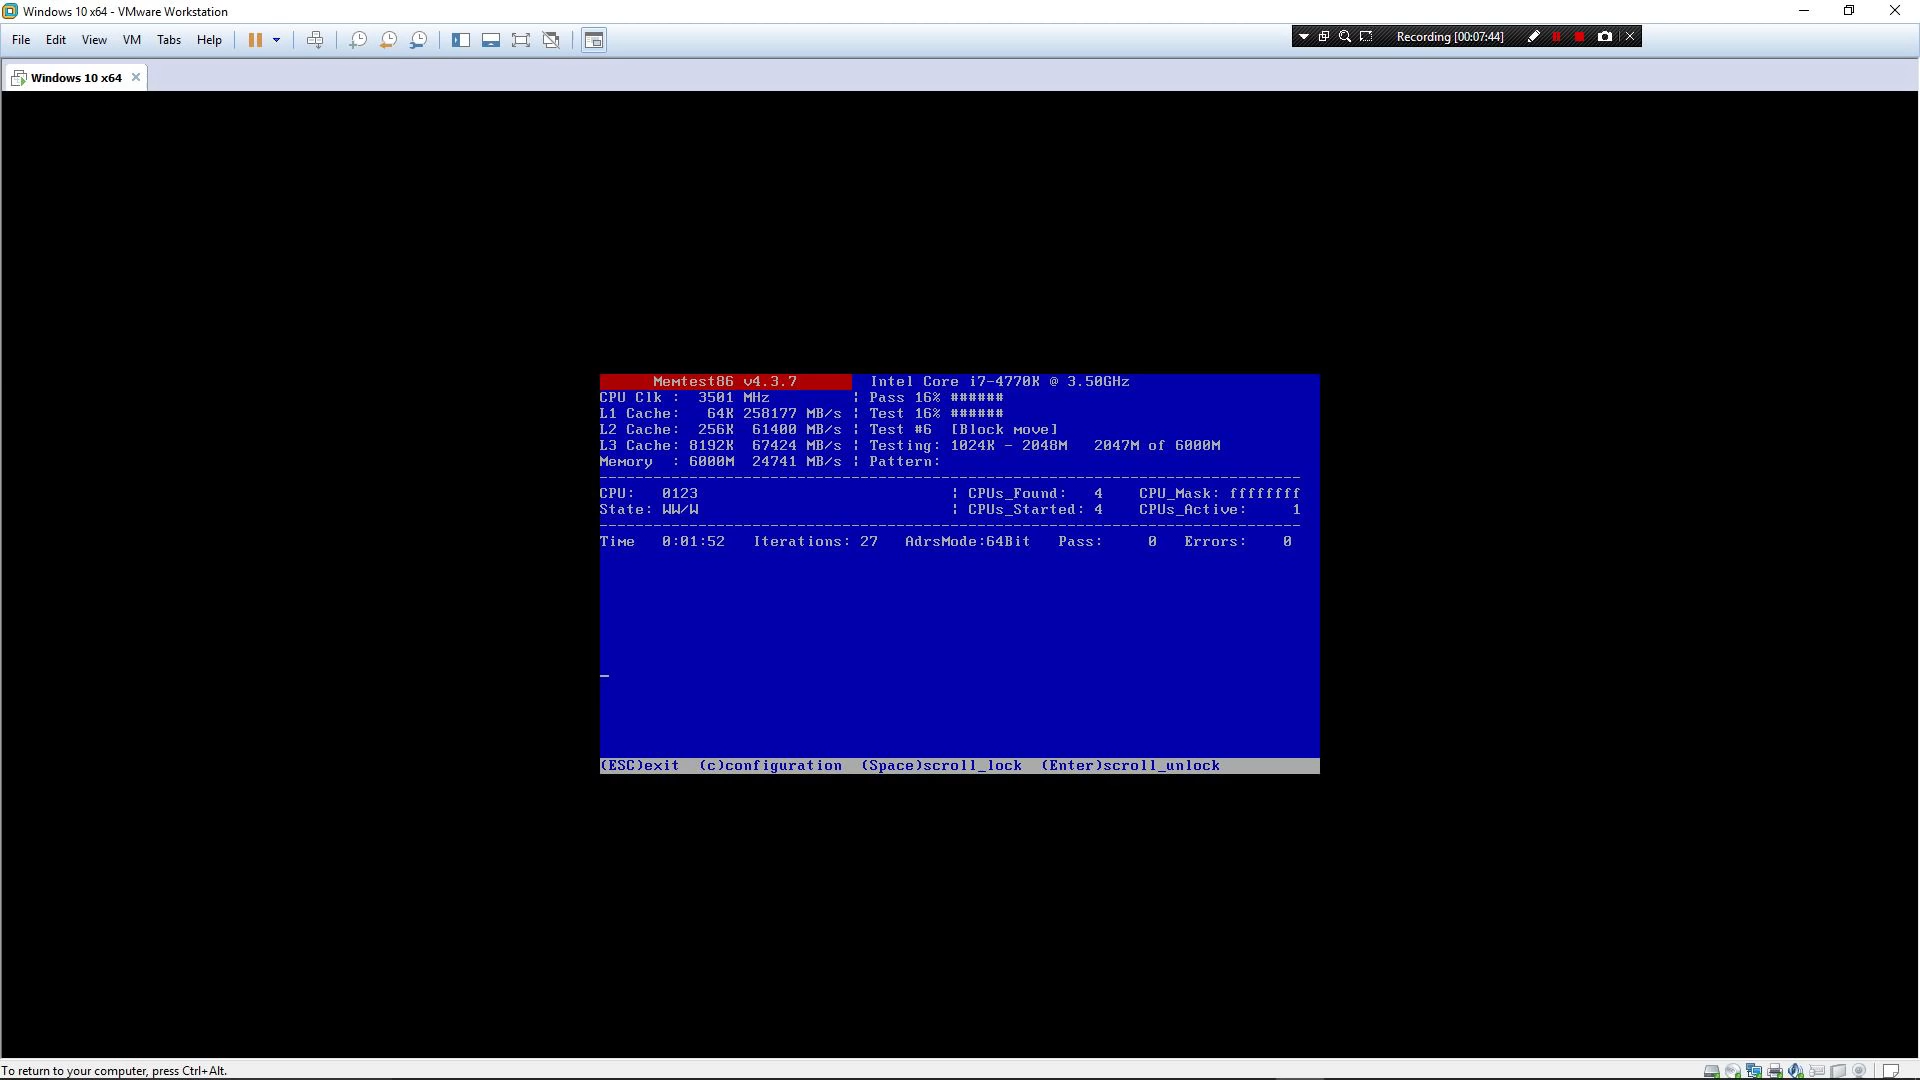 Windows 10 x64 - VMware Workstation
File Edit View VM Tabs Help
Recording [00:07:44]
Windows 10 x64
Memtest86 v4.3.7 Intel Core i7-4770K @ 3.50GHz
CPU Clk : 3501 MHz ¦ Pass 16% ######
L1 Cache: 64K 258177 MB/s ¦ Test 16% ######
L2 Cache: 256K 61400 MB/s ¦ Test #6 [Block move]
L3 Cache: 8192K 67424 MB/s ¦ Testing: 1024K - 2048M 2047M of 6000M
Memory : 6000M 24741 MB/s ¦ Pattern:
CPU: 0123 ¦ CPUs_Found: 4 CPU_Mask: ffffffff
State: WW/W ¦ CPUs_Started: 4 CPUs_Active: 1
Time 0:01:52 Iterations: 27 AdrsMode:64Bit Pass: 0 Errors: 0
(ESC)exit (c)configuration (Space)scroll_lock (Enter)scroll_unlock
To return to your computer, press Ctrl+Alt.